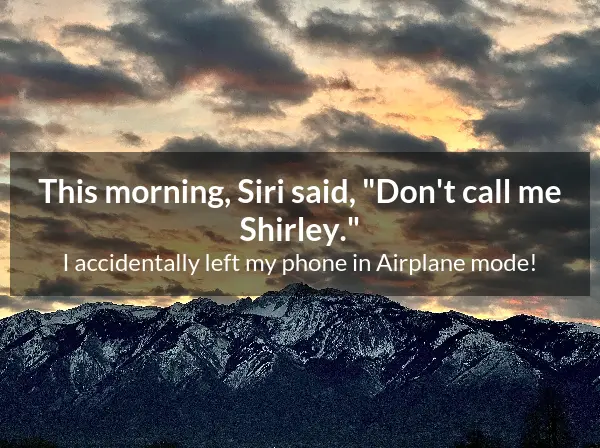 This morning, Siri said, "Don't call me
Shirley."
I accidentally left my phone in Airplane mode!